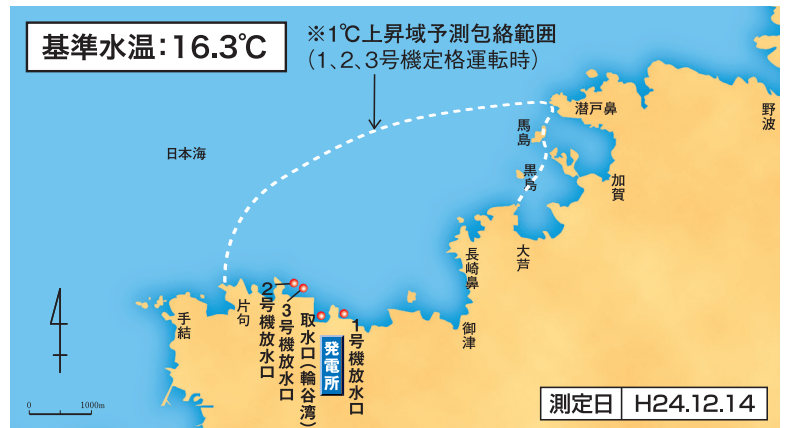 基準水温:16.3℃
※1℃上昇域予測包絡範囲
(1、2、3号機定格運転時)
日本海
潜戸鼻
野波
馬島
黒島
加賀
大芦
長崎鼻
御津
手結
片句
2号機放水口
3号機放水口
取水口(輪谷湾)
発電所
1号機放水口
0 1000m
測定日 H24.12.14